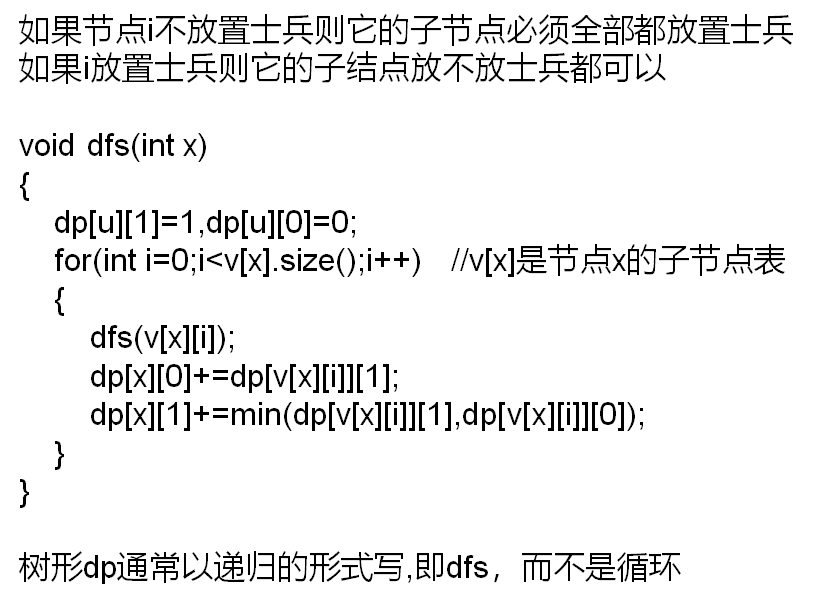 如果节点i不放置士兵则它的子节点必须全部都放置士兵
如果i放置士兵则它的子结点放不放士兵都可以
void dfs(int x)
{
dp[u][1]=1,dp[u][0]=0;
for(int i=0;i<v[x].size();i++) //v[x]是节点x的子节点表
{
dfs(v[x][i]);
dp[x][0]+=dp[v[x][i]][1];
dp[x][1]+=min(dp[v[x][i]][1],dp[v[x][i]][0]);
}
}
树形dp通常以递归的形式写,即dfs，而不是循环